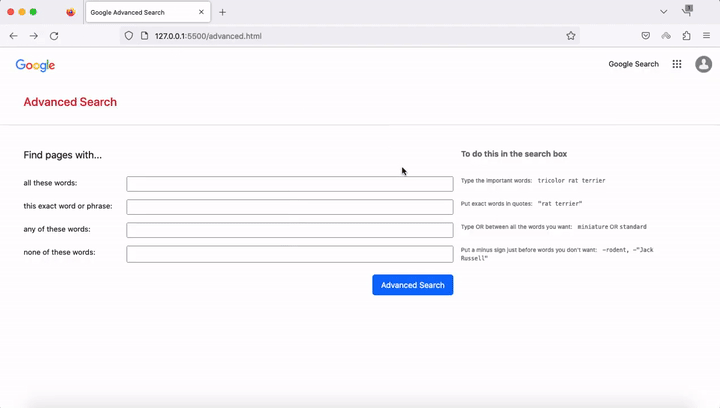 Google Advanced Search
127.0.0.1:5500/advanced.html
Google
Google Search
Advanced Search
Find pages with...
To do this in the search box
all these words:
Type the important words: tricolor rat terrier
this exact word or phrase:
Put exact words in quotes: "rat terrier"
any of these words:
Type OR between all the words you want: miniature OR standard
none of these words:
Put a minus sign just before words you don't want: -rodent, -"Jack
Russell"
Advanced Search